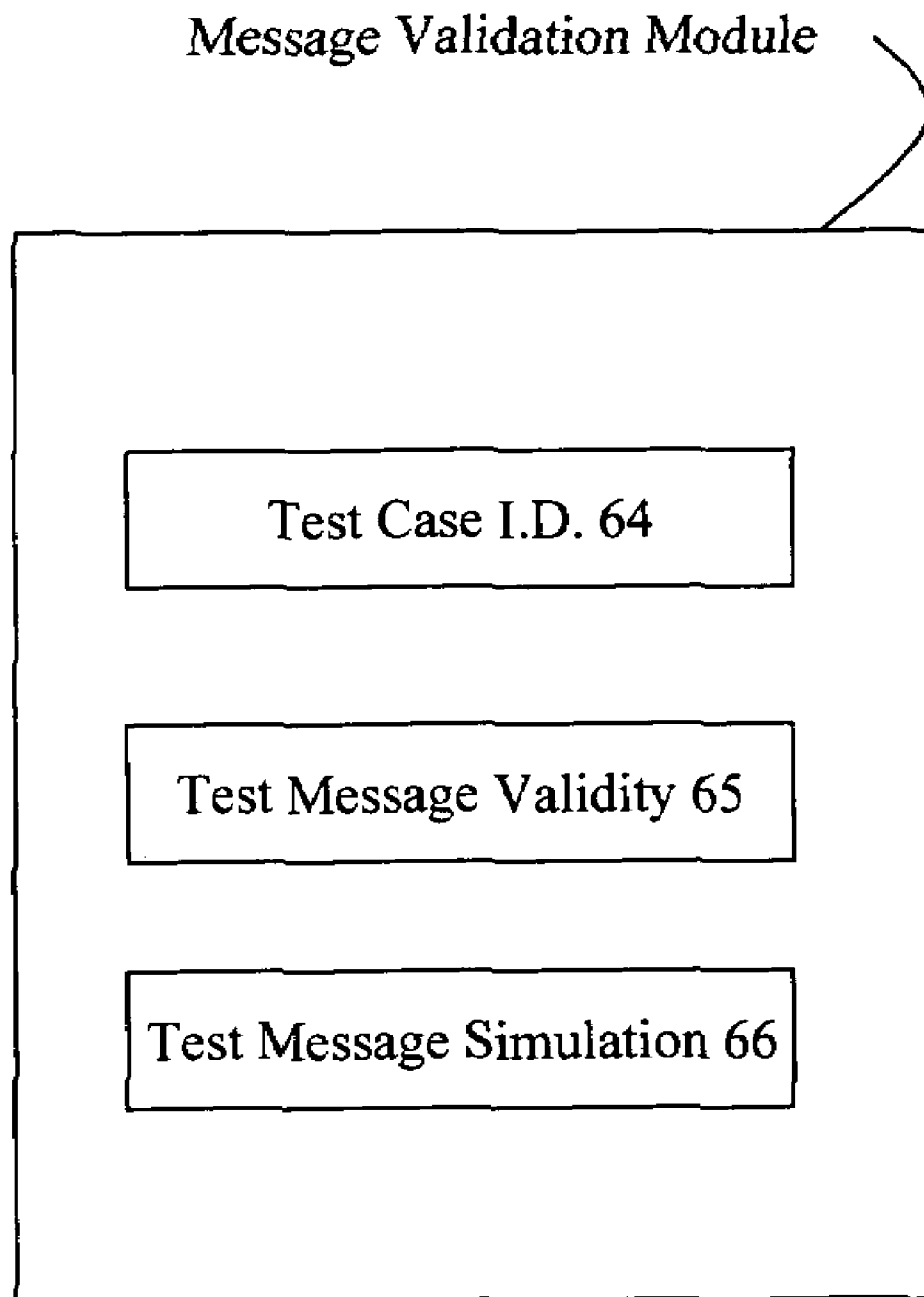 Message Validation Module
Test Case I.D. 64
Test Message Validity 65
Test Message Simulation 66